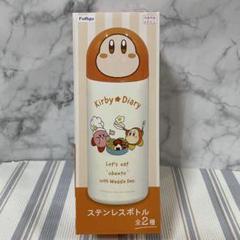 FuRyu
Kirby★Diary
Let's eat
"obento"
with Waddle Dee.
ステンレスボトル
全2種